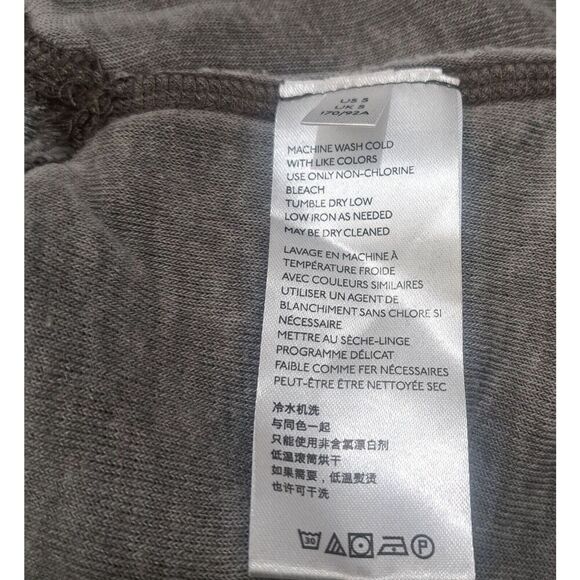 US S
UK S
170/92A
MACHINE WASH COLD
WITH LIKE COLORS
USE ONLY NON-CHLORINE
BLEACH
TUMBLE DRY LOW
LOW IRON AS NEEDED
MAY BE DRY CLEANED
LAVAGE EN MACHINE À
TEMPÉRATURE FROIDE
AVEC COULEURS SIMILAIRES
UTILISER UN AGENT DE
BLANCHIMENT SANS CHLORE SI
NÉCESSAIRE
METTRE AU SÈCHE-LINGE
PROGRAMME DÉLICAT
FAIBLE COMME FER NÉCESSAIRES
PEUT-ÊTRE ÊTRE NETTOYÉE SEC
冷水机洗
与同色一起
只能使用非含氯漂白剂
低温滚筒烘干
如果需要，低温熨烫
也许可干洗
30 P